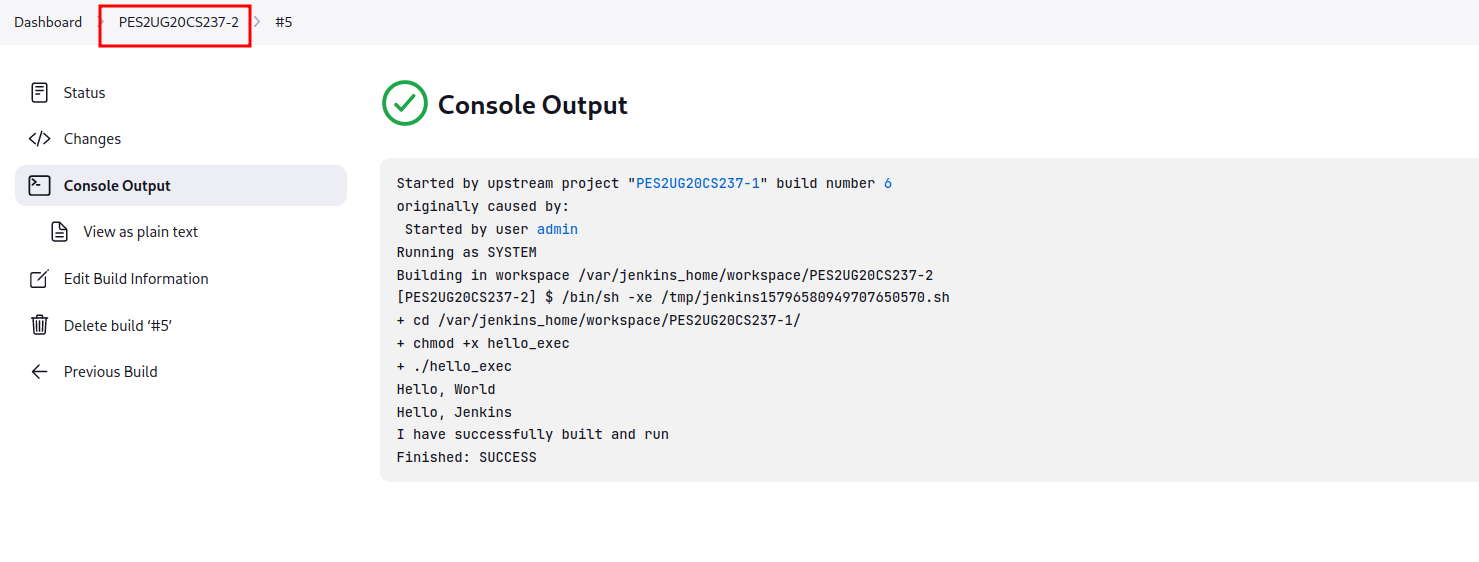 Dashboard > PES2UG20CS237-2 > #5
Status
Changes
Console Output
View as plain text
Edit Build Information
Delete build ‘#5’
Previous Build
Console Output
Started by upstream project "PES2UG20CS237-1" build number 6
originally caused by:
Started by user admin
Running as SYSTEM
Building in workspace /var/jenkins_home/workspace/PES2UG20CS237-2
[PES2UG20CS237-2] $ /bin/sh -xe /tmp/jenkins15796580949707650570.sh
+ cd /var/jenkins_home/workspace/PES2UG20CS237-1/
+ chmod +x hello_exec
+ ./hello_exec
Hello, World
Hello, Jenkins
I have successfully built and run
Finished: SUCCESS